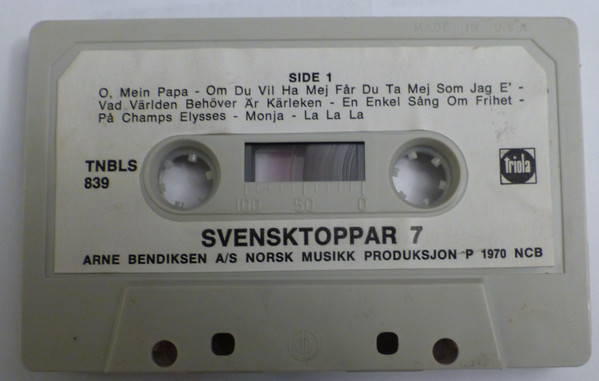 MADE IN U.S.A
SIDE 1
O, Mein Papa - Om Du Vil Ha Mej Får Du Ta Mej Som Jag E' -
Vad Världen Behöver Är Kärleken - En Enkel Sång Om Frihet -
På Champs Elysses - Monja - La La La
TNBLS
839
Triola
100 50 0
SVENSKTOPPAR 7
ARNE BENDIKSEN A/S NORSK MUSIKK PRODUKSJON P 1970 NCB